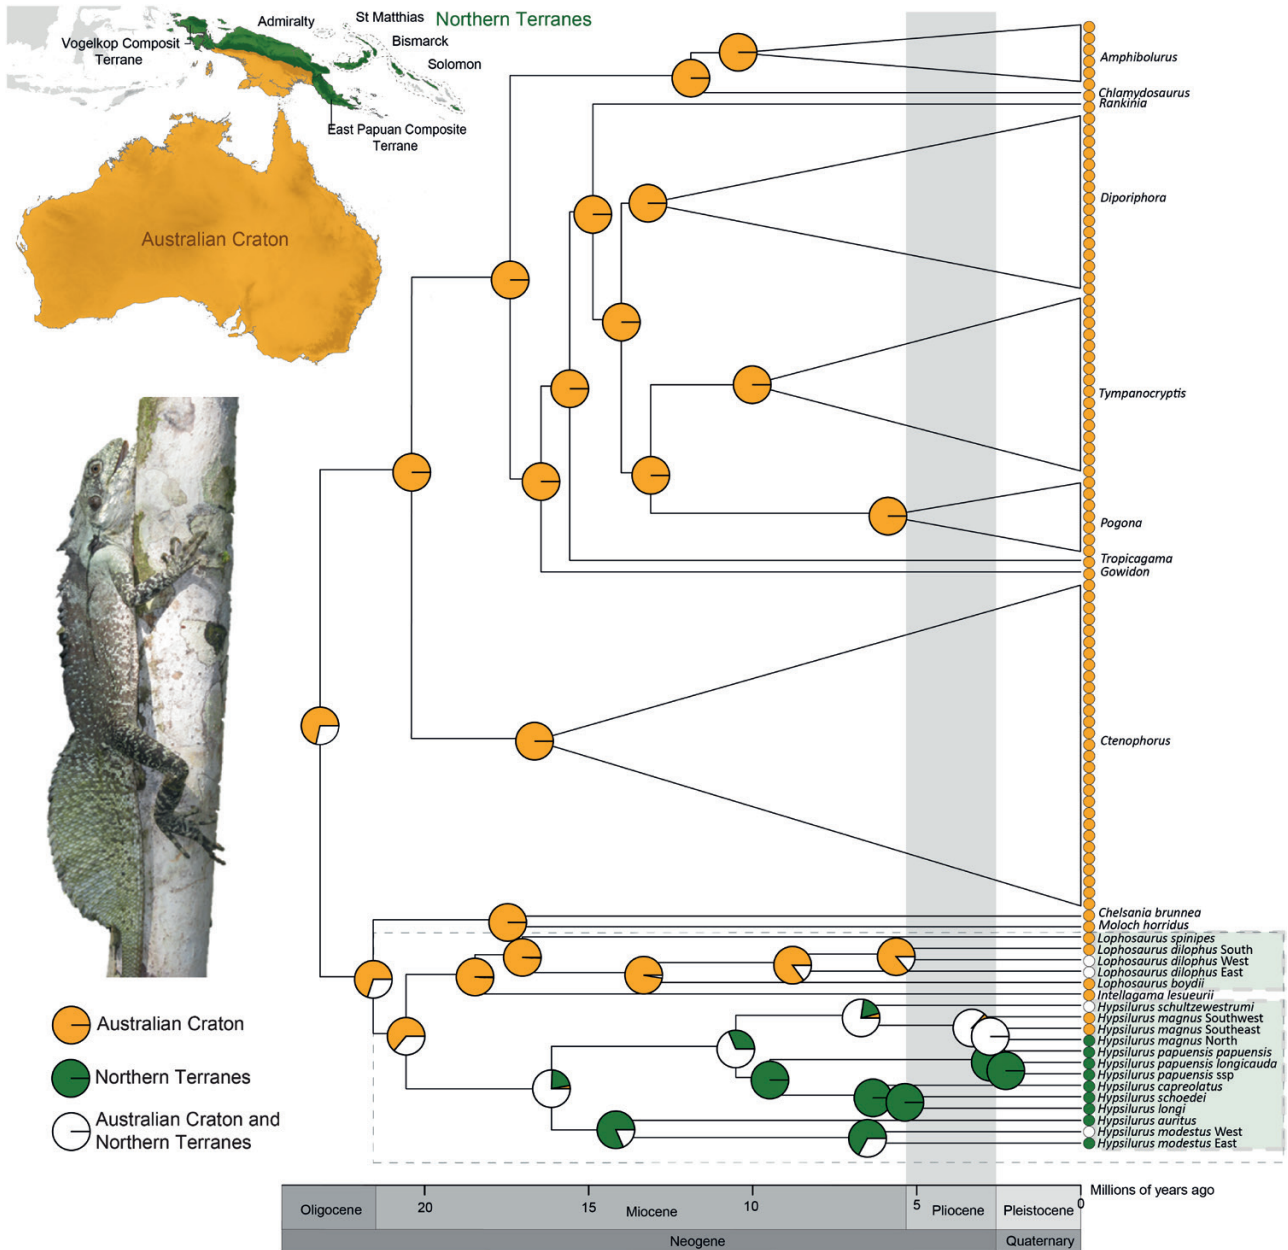 Admiralty
St Matthias
Northern Terranes
Vogelkop Composit
Terrane
Bismarck
Solomon
East Papuan Composite
Terrane
Australian Craton
Amphibolurus
Chlamydosaurus
Rankinia
Diporiphora
Tympanocryptis
Pogona
Tropicagama
Gowidon
Ctenophorus
Chelsania brunnea
Moloch horridus
Lophosaurus spinipes
Lophosaurus dilophus South
Lophosaurus dilophus West
Lophosaurus dilophus East
Lophosaurus boydii
Intellagama lesueurii
Hypsilurus schultzewestrumi
Hypsilurus magnus Southwest
Hypsilurus magnus Southeast
Hypsilurus magnus North
Hypsilurus papuensis papuensis
Hypsilurus papuensis longicauda
Hypsilurus papuensis ssp
Hypsilurus capreolatus
Hypsilurus schoedei
Hypsilurus longi
Hypsilurus auritus
Hypsilurus modestus West
Hypsilurus modestus East
Australian Craton
Northern Terranes
Australian Craton and
Northern Terranes
20 15 10 5 0
Millions of years ago
Oligocene Miocene Pliocene Pleistocene
Neogene Quaternary